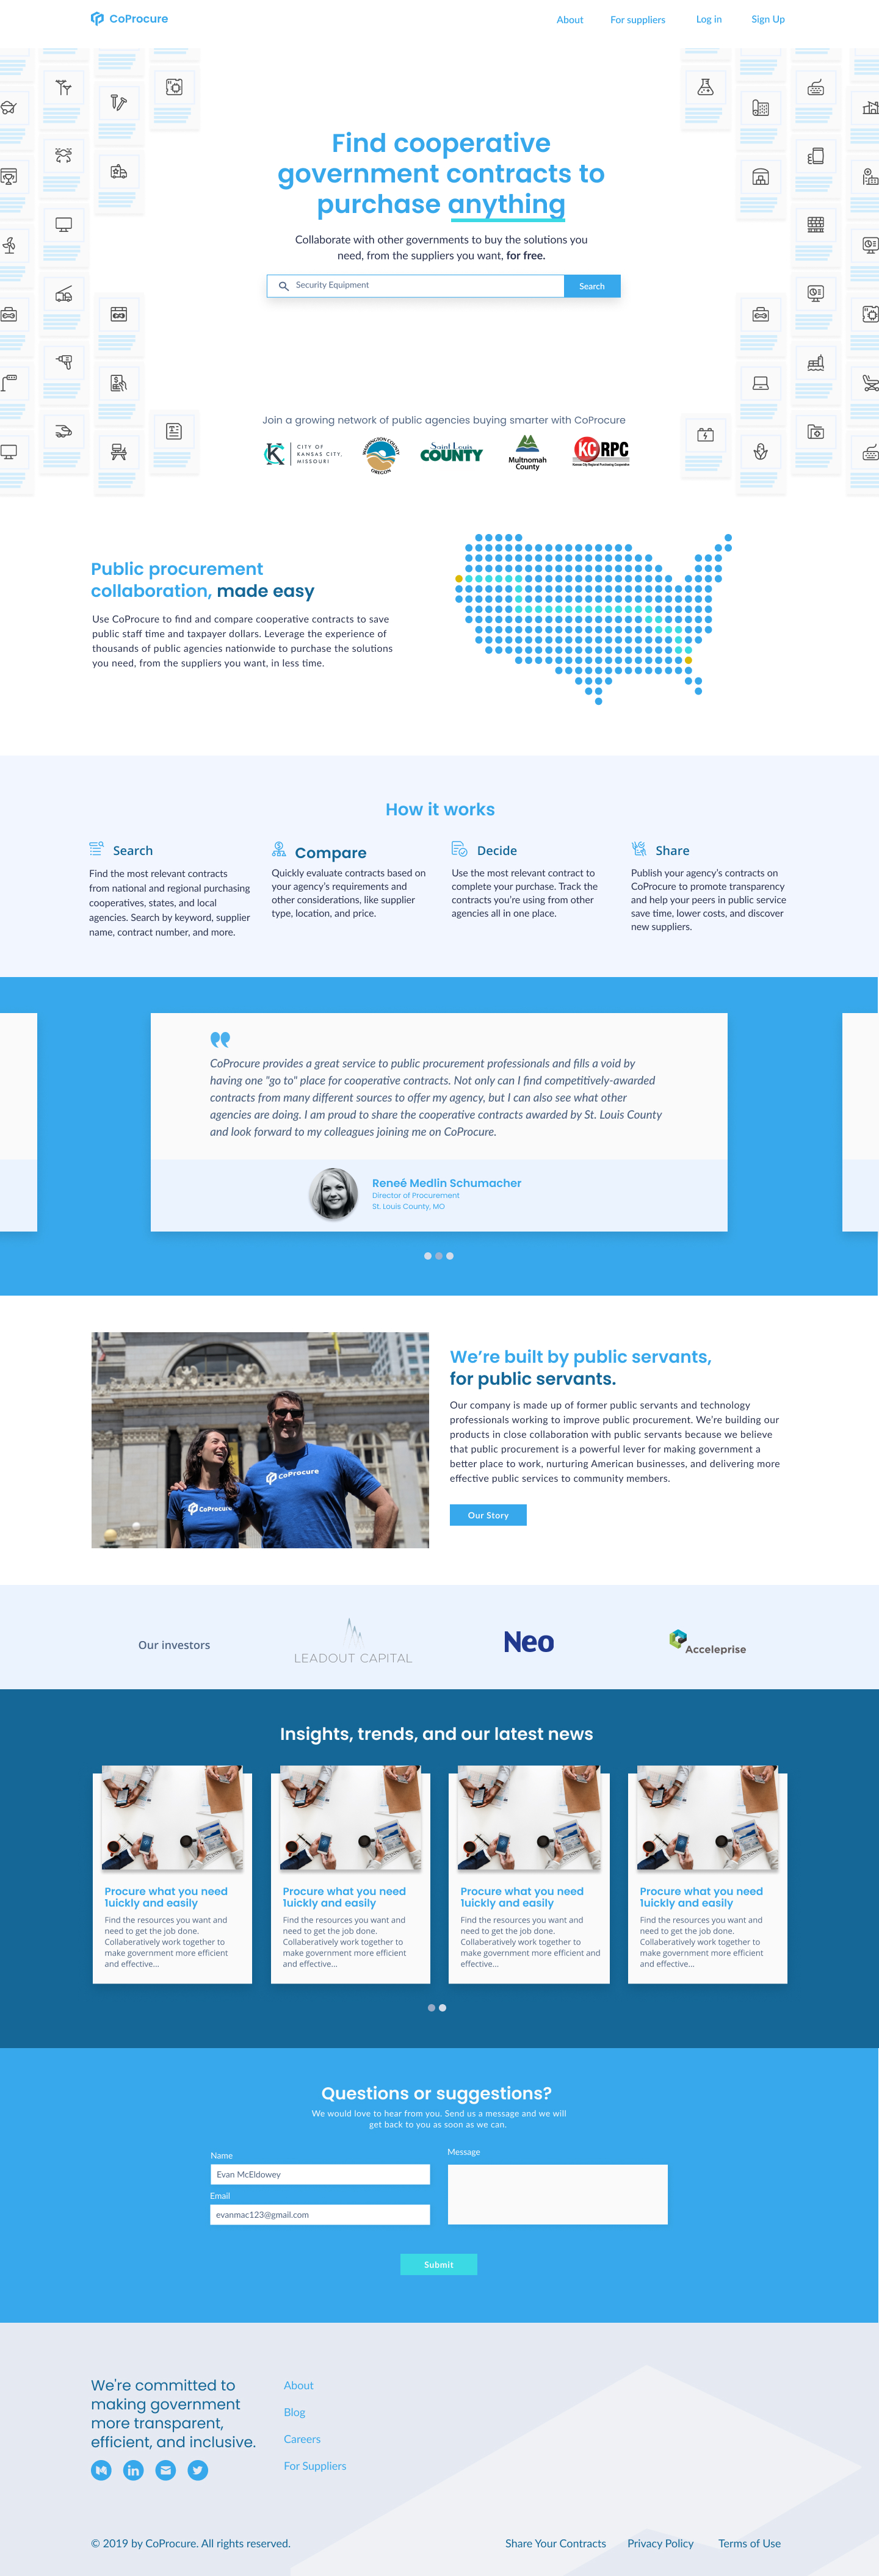 CoProcure
About
For suppliers
Log in
Sign Up
Find cooperative
government contracts to
purchase anything
Collaborate with other governments to buy the solutions you
need, from the suppliers you want, for free.
Security Equipment
Search
Join a growing network of public agencies buying smarter with CoProcure
CITY OF
KANSAS CITY,
MISSOURI
WASHINGTON COUNTY
OREGON
Saint Louis
COUNTY
Multnomah
County
KCRPC
Kansas City Regional Purchasing Cooperative
Public procurement
collaboration, made easy
Use CoProcure to find and compare cooperative contracts to save
public staff time and taxpayer dollars. Leverage the experience of
thousands of public agencies nationwide to purchase the solutions
you need, from the suppliers you want, in less time.
How it works
Search
Find the most relevant contracts
from national and regional purchasing
cooperatives, states, and local
agencies. Search by keyword, supplier
name, contract number, and more.
Compare
Quickly evaluate contracts based on
your agency's requirements and
other considerations, like supplier
type, location, and price.
Decide
Use the most relevant contract to
complete your purchase. Track the
contracts you're using from other
agencies all in one place.
Share
Publish your agency's contracts on
CoProcure to promote transparency
and help your peers in public service
save time, lower costs, and discover
new suppliers.
CoProcure provides a great service to public procurement professionals and fills a void by
having one "go to" place for cooperative contracts. Not only can I find competitively-awarded
contracts from many different sources to offer my agency, but I can also see what other
agencies are doing. I am proud to share the cooperative contracts awarded by St. Louis County
and look forward to my colleagues joining me on CoProcure.
Reneé Medlin Schumacher
Director of Procurement
St. Louis County, MO
CoProcure
CoProcure
We're built by public servants,
for public servants.
Our company is made up of former public servants and technology
professionals working to improve public procurement. We're building our
products in close collaboration with public servants because we believe
that public procurement is a powerful lever for making government a
better place to work, nurturing American businesses, and delivering more
effective public services to community members.
Our Story
Our investors
LEADOUT CAPITAL
Neo
Acceleprise
Insights, trends, and our latest news
Procure what you need
1uickly and easily
Find the resources you want and
need to get the job done.
Collaberatively work together to
make government more efficient
and effective...
Procure what you need
1uickly and easily
Find the resources you want and
need to get the job done.
Collaberatively work together to
make government more efficient
and effective...
Procure what you need
1uickly and easily
Find the resources you want and
need to get the job done.
Collaberatively work together to
make government more efficient and
effective...
Procure what you need
1uickly and easily
Find the resources you want and
need to get the job done.
Collaberatively work together to
make government more efficient
and effective...
Questions or suggestions?
We would love to hear from you. Send us a message and we will
get back to you as soon as we can.
Name
Evan McEldowey
Email
evanmac123@gmail.com
Message
Submit
We're committed to
making government
more transparent,
efficient, and inclusive.
About
Blog
Careers
For Suppliers
© 2019 by CoProcure. All rights reserved.
Share Your Contracts
Privacy Policy
Terms of Use